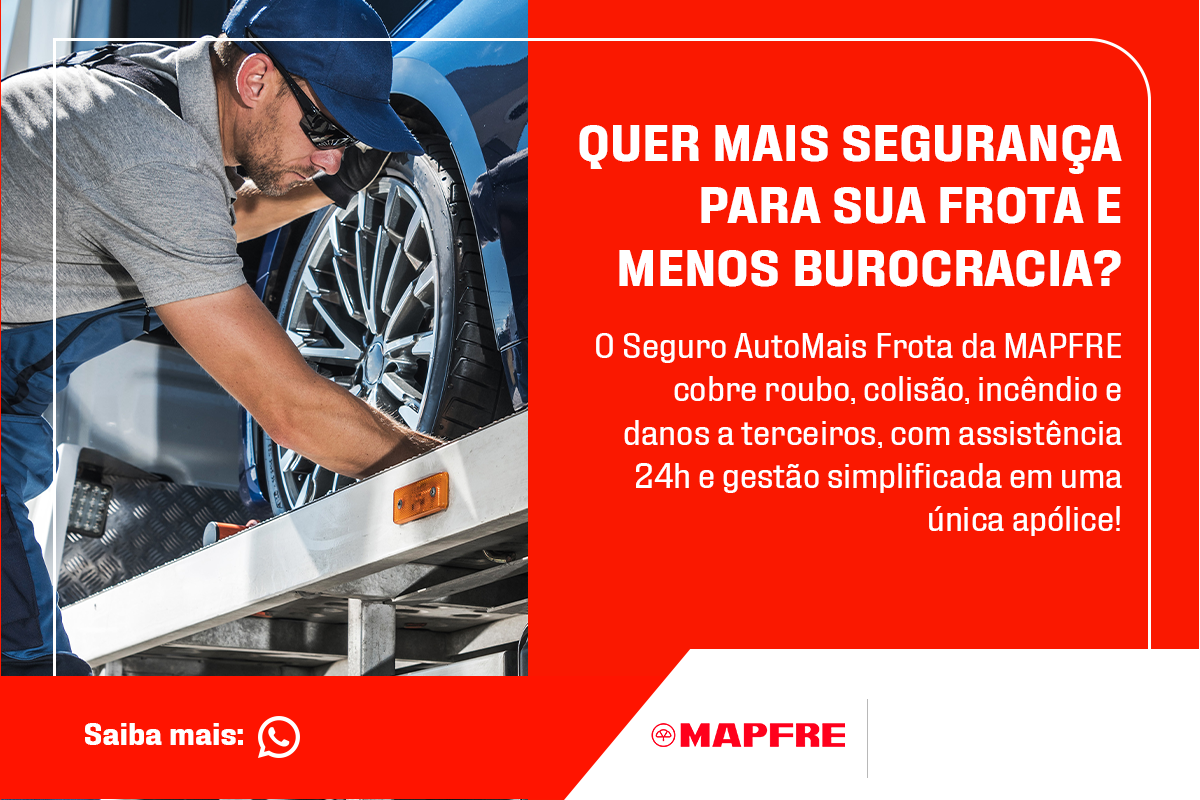 QUER MAIS SEGURANÇA
PARA SUA FROTA E
MENOS BUROCRACIA?
O Seguro AutoMais Frota da MAPFRE
cobre roubo, colisão, incêndio e
danos a terceiros, com assistência
24h e gestão simplificada em uma
única apólice!
Saiba mais:
MAPFRE